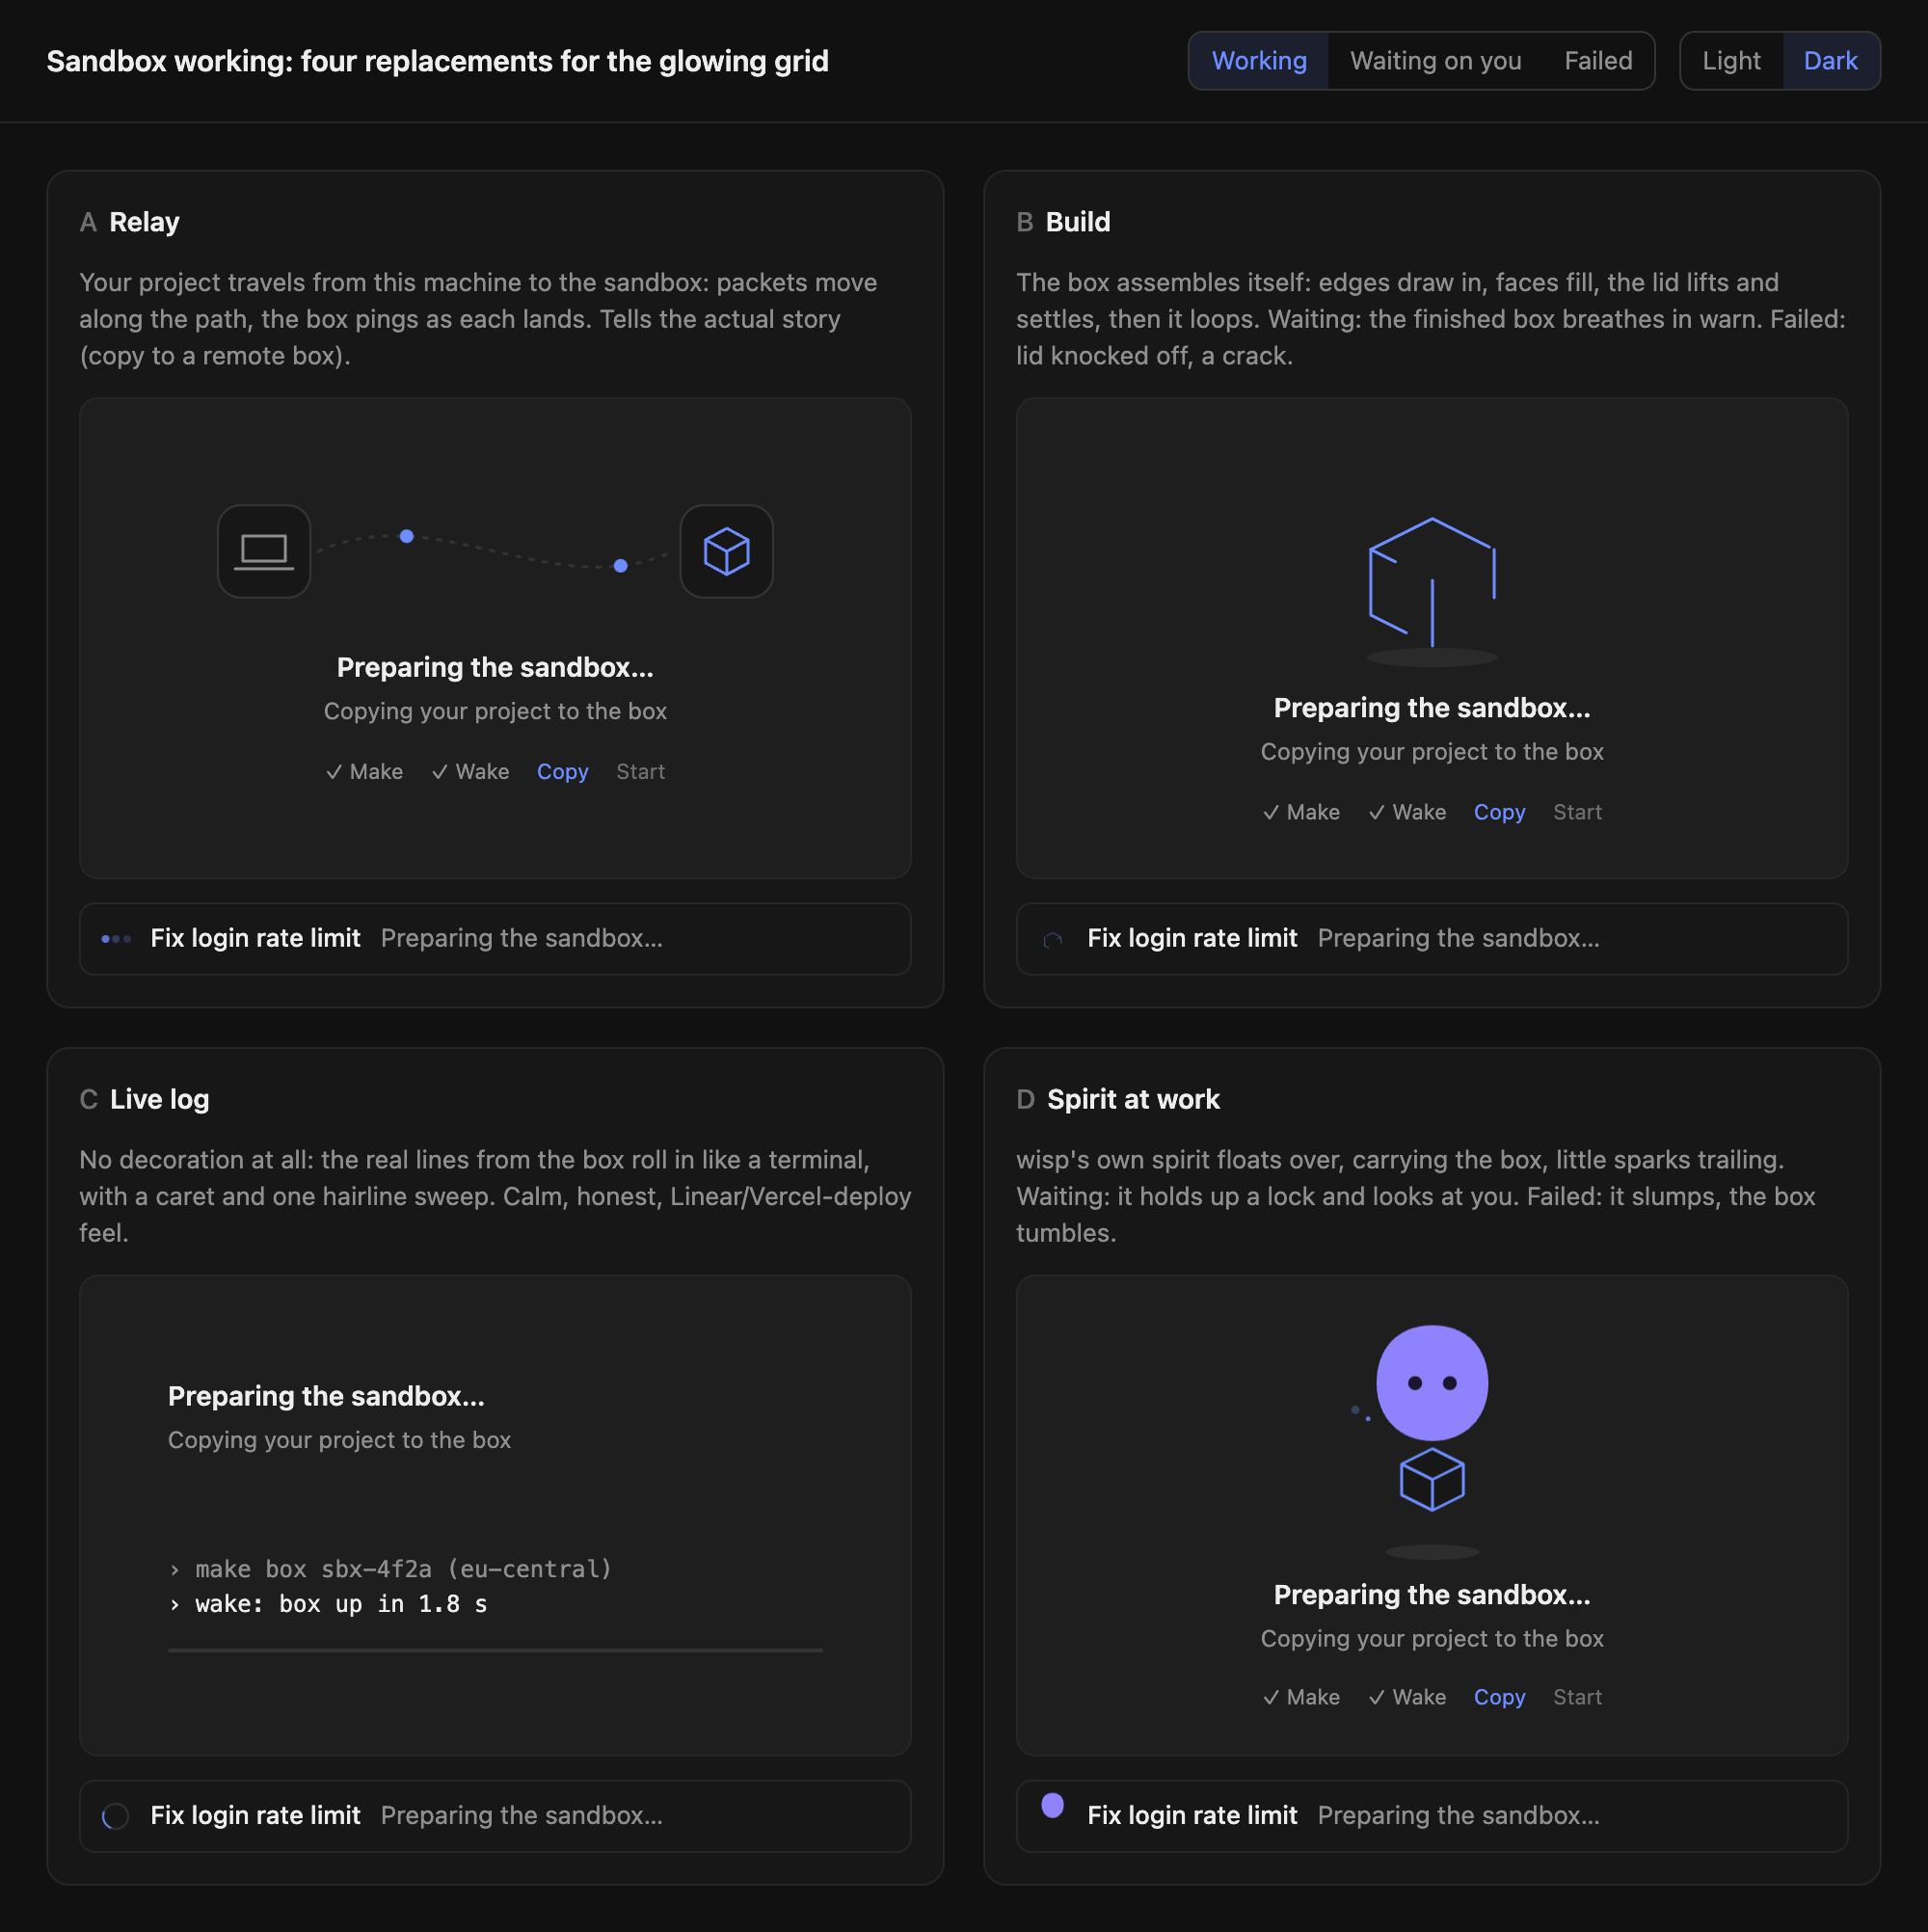 Sandbox working: four replacements for the glowing grid
Working
Waiting on you
Failed
Light
Dark
A Relay
Your project travels from this machine to the sandbox: packets move
along the path, the box pings as each lands. Tells the actual story
(copy to a remote box).
Preparing the sandbox...
Copying your project to the box
✓ Make ✓ Wake Copy Start
Fix login rate limit Preparing the sandbox...
B Build
The box assembles itself: edges draw in, faces fill, the lid lifts and
settles, then it loops. Waiting: the finished box breathes in warn. Failed:
lid knocked off, a crack.
Preparing the sandbox...
Copying your project to the box
✓ Make ✓ Wake Copy Start
Fix login rate limit Preparing the sandbox...
C Live log
No decoration at all: the real lines from the box roll in like a terminal,
with a caret and one hairline sweep. Calm, honest, Linear/Vercel-deploy
feel.
Preparing the sandbox...
Copying your project to the box
› make box sbx-4f2a (eu-central)
› wake: box up in 1.8 s
Fix login rate limit Preparing the sandbox...
D Spirit at work
wisp's own spirit floats over, carrying the box, little sparks trailing.
Waiting: it holds up a lock and looks at you. Failed: it slumps, the box
tumbles.
Preparing the sandbox...
Copying your project to the box
✓ Make ✓ Wake Copy Start
Fix login rate limit Preparing the sandbox...